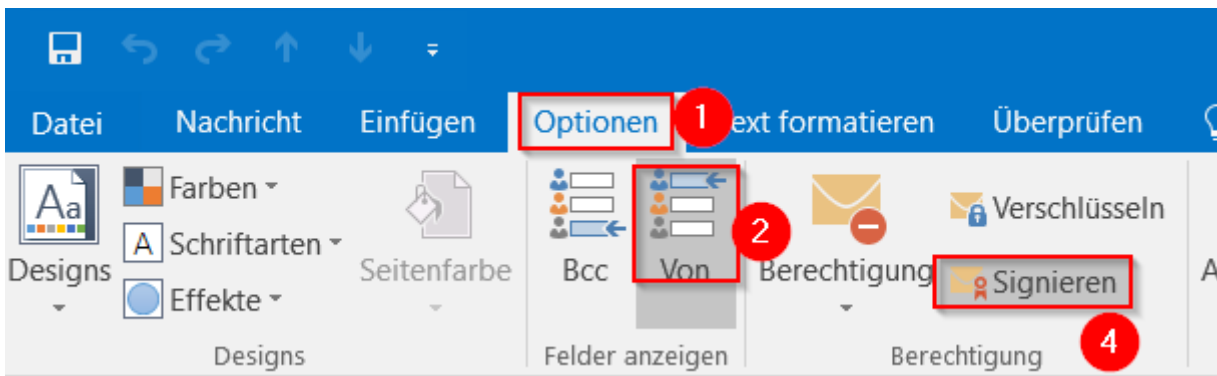 Datei Nachricht Einfügen Optionen 1 ext formatieren Überprüfen
Aa Farben Verschlüsseln
A Schriftarten 2
Designs Seitenfarbe Bcc Von Berechtigung Signieren A
Effekte 4
Designs Felder anzeigen Berechtigung